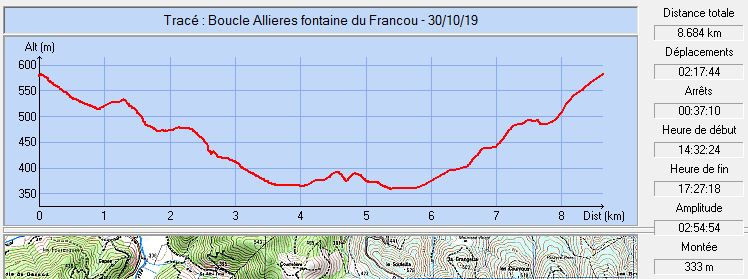 Tracé : Boucle Allieres fontaine du Francou - 30/10/19
Alt (m)
600
550
500
450
400
350
0 1 2 3 4 5 6 7 8 Dist (km)
Distance totale
8.684 km
Déplacements
02:17:44
Arrêts
00:37:10
Heure de début
14:32:24
Heure de fin
17:27:18
Amplitude
02:54:54
Montée
333 m